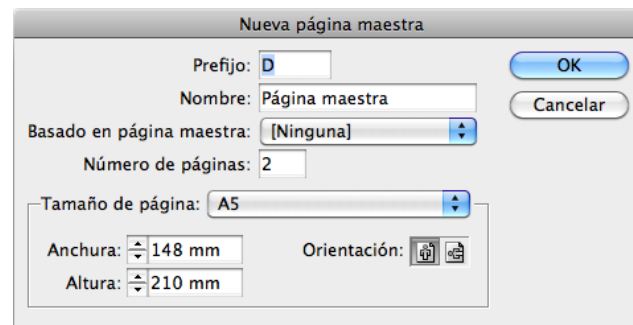 Nueva página maestra
Prefijo: D
OK
Nombre: Página maestra
Cancelar
Basado en página maestra: [Ninguna]
Número de páginas: 2
Tamaño de página: A5
Anchura: 148 mm Orientación:
Altura: 210 mm